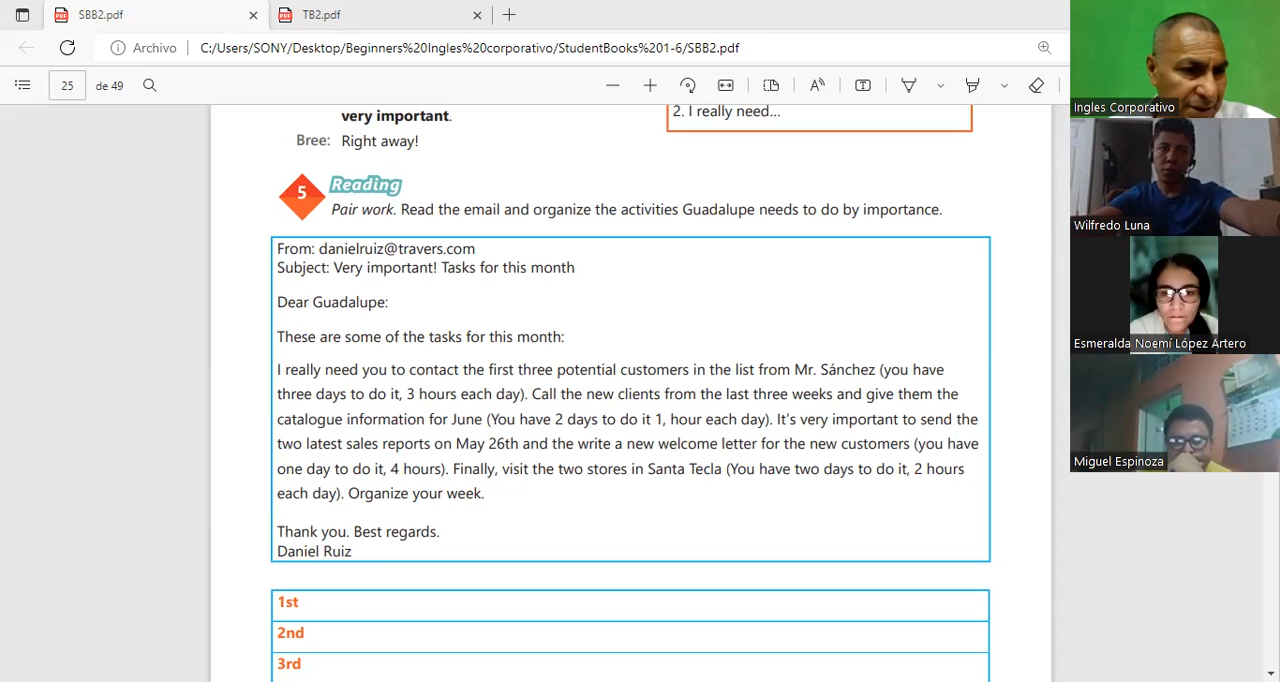 SBB2.pdf
TB2.pdf
Archivo
C:/Users/SONY/Desktop/Beginners%20Ingles%20corporativo/StudentBooks%201-6/SBB2.pdf
25
de 49
very important.
2. I really need...
Bree: Right away!
5
Reading
Pair work. Read the email and organize the activities Guadalupe needs to do by importance.
From: danielruiz@travers.com
Subject: Very important! Tasks for this month
Dear Guadalupe:
These are some of the tasks for this month:
I really need you to contact the first three potential customers in the list from Mr. Sánchez (you have
three days to do it, 3 hours each day). Call the new clients from the last three weeks and give them the
catalogue information for June (You have 2 days to do it 1, hour each day). It’s very important to send the
two latest sales reports on May 26th and the write a new welcome letter for the new customers (you have
one day to do it, 4 hours). Finally, visit the two stores in Santa Tecla (You have two days to do it, 2 hours
each day). Organize your week.
Thank you. Best regards.
Daniel Ruiz
1st
2nd
3rd
Ingles Corporativo
Wilfredo Luna
Esmeralda Noemí López Artero
Miguel Espinoza